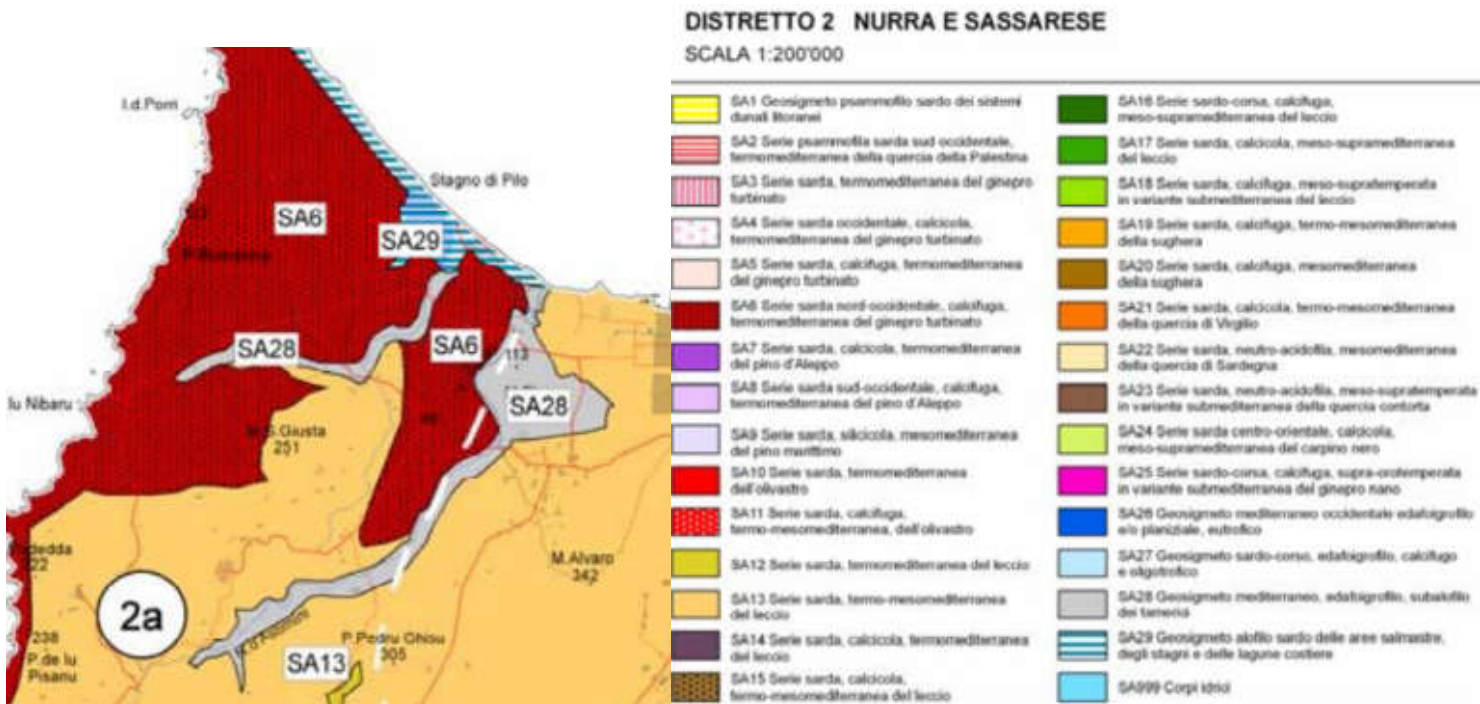 I.d.Porri
Stagno di Pilo
SA6
SA29
SA28
SA6
113
SA28
lu Nibaru
S.Giusta
251
M.Alvaro
342
2a
238
P.de lu
Pisanu
P.Pedru Ghisu
305
SA13
DISTRETTO 2 NURRA E SASSARESE
SCALA 1:200'000
SA1 Geosigmeto psammofilo sardo dei sistemi
dunali litoranei
SA2 Serie psammofila sarda sud occidentale,
termomediterranea della quercia della Palestina
SA3 Serie sarda, termomediterranea del ginepro
turbinato
SA4 Serie sarda occidentale, calcicola,
termomediterranea del ginepro turbinato
SA5 Serie sarda, calcifuga, termomediterranea
del ginepro turbinato
SA6 Serie sarda nord-occidentale, calcifuga,
termomediterranea del ginepro turbinato
SA7 Serie sarda, calcicola, termomediterranea
del pino d'Aleppo
SA8 Serie sarda sud-occidentale, calcifuga,
termomediterranea del pino d'Aleppo
SA9 Serie sarda, silicicola, mesomediterranea
del pino marittimo
SA10 Serie sarda, termomediterranea
dell'olivastro
SA11 Serie sarda, calcifuga,
termo-mesomediterranea, dell'olivastro
SA12 Serie sarda, termomediterranea del leccio
SA13 Serie sarda, termo-mesomediterranea
del leccio
SA14 Serie sarda, calcicola, termomediterranea
del leccio
SA15 Serie sarda, calcicola,
termo-mesomediterranea del leccio
SA16 Serie sardo-corsa, calcifuga,
meso-supramediterranea del leccio
SA17 Serie sarda, calcicola, meso-supramediterranea
del leccio
SA18 Serie sarda, calcifuga, meso-supratemperata
in variante submediterranea del leccio
SA19 Serie sarda, calcifuga, termo-mesomediterranea
della sughera
SA20 Serie sarda, calcifuga, mesomediterranea
della sughera
SA21 Serie sarda, calcicola, termo-mesomediterranea
della quercia di Virgilio
SA22 Serie sarda, neutro-acidofila, mesomediterranea
della quercia di Sardegna
SA23 Serie sarda, neutro-acidofila, meso-supratemperata
in variante submediterranea della quercia contorta
SA24 Serie sarda centro-orientale, calcicola,
meso-supramediterranea del carpino nero
SA25 Serie sardo-corsa, calcifuga, supra-orotemperata
in variante submediterranea del ginepro nano
SA26 Geosigmeto mediterraneo occidentale edafoigrofilo
e/o planiziale, eutrofico
SA27 Geosigmeto sardo-corso, edafoigrofilo, calcifugo
e oligotrofico
SA28 Geosigmeto mediterraneo, edafoigrofilo, subalofilo
dei tamerici
SA29 Geosigmeto alofilo sardo delle aree salmastre,
degli stagni e delle lagune costiere
SA999 Corpi idrici